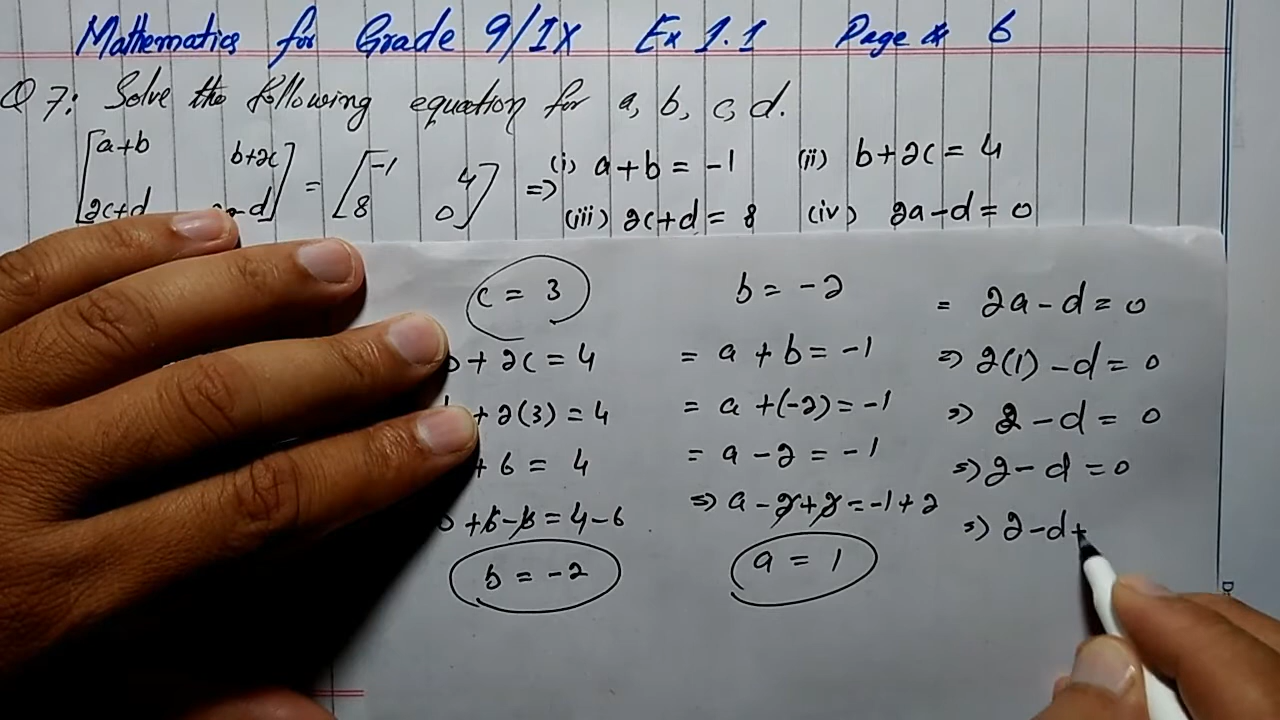 Mathematics for Grade 9/IX Ex 1.1 Page # 6
Q 7: Solve the following equation for a, b, c, d.
[a+b b+2c] = [-1 4] => (i) a+b = -1 (ii) b+2c = 4
[2c+d -d] [8 0] (iii) 2c+d = 8 (iv) 2a-d = 0
c = 3
+ 2c = 4
+ 2(3) = 4
+ 6 = 4
+6-6 = 4-6
b = -2
b = -2
= a + b = -1
= a +(-2) = -1
= a - 2 = -1
=> a -2+2 = -1+2
a = 1
= 2a - d = 0
=> 2(1) - d = 0
=> 2 - d = 0
=> 2 - d = 0
=> 2-d+